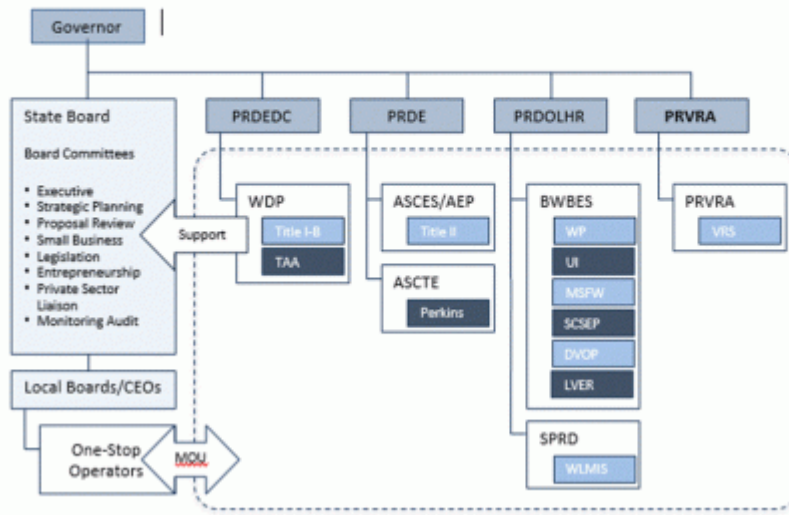 Governor
State Board
Board Committees
• Executive
• Strategic Planning
• Proposal Review
• Small Business
• Legislation
• Entrepreneurship
• Private Sector
Liaison
• Monitoring Audit
Local Boards/CEOs
One-Stop
Operators
Support
MOU
PRDEDC
WDP
Title I-B
TAA
PRDE
ASCES/AEP
Title II
ASCTE
Perkins
PRDOLHR
BWBES
WP
UI
MSFW
SCSEP
DVOP
LVER
SPRD
WLMIS
PRVRA
PRVRA
VRS